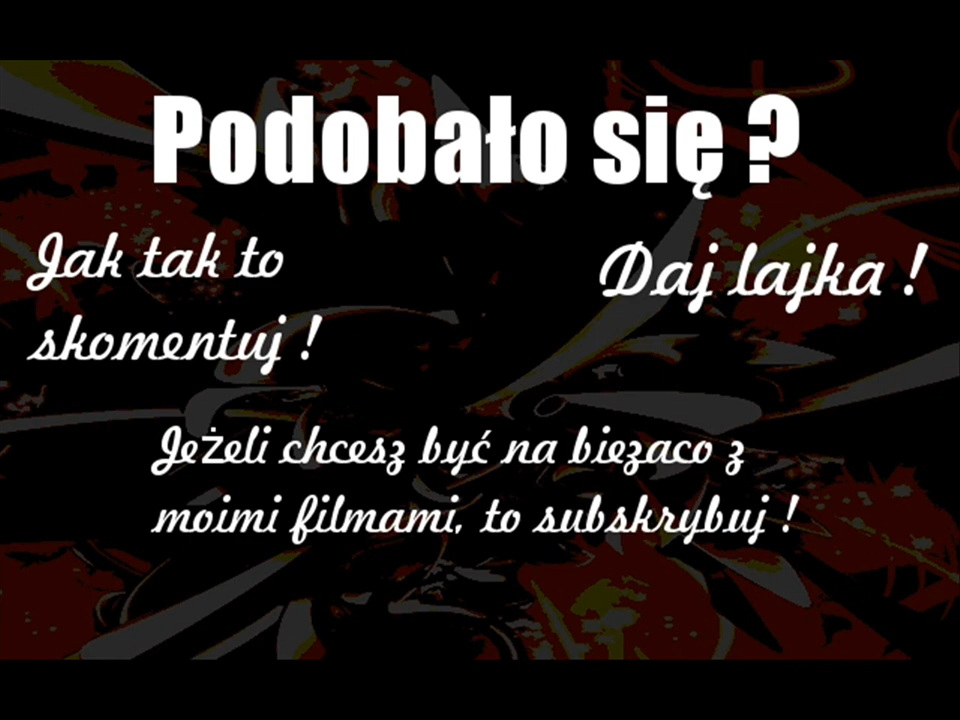 Podobało się ?
Jak tak to
skomentuj !
Daj lajka !
Jeżeli chcesz być na biezaco z
moimi filmami, to subskrybuj !